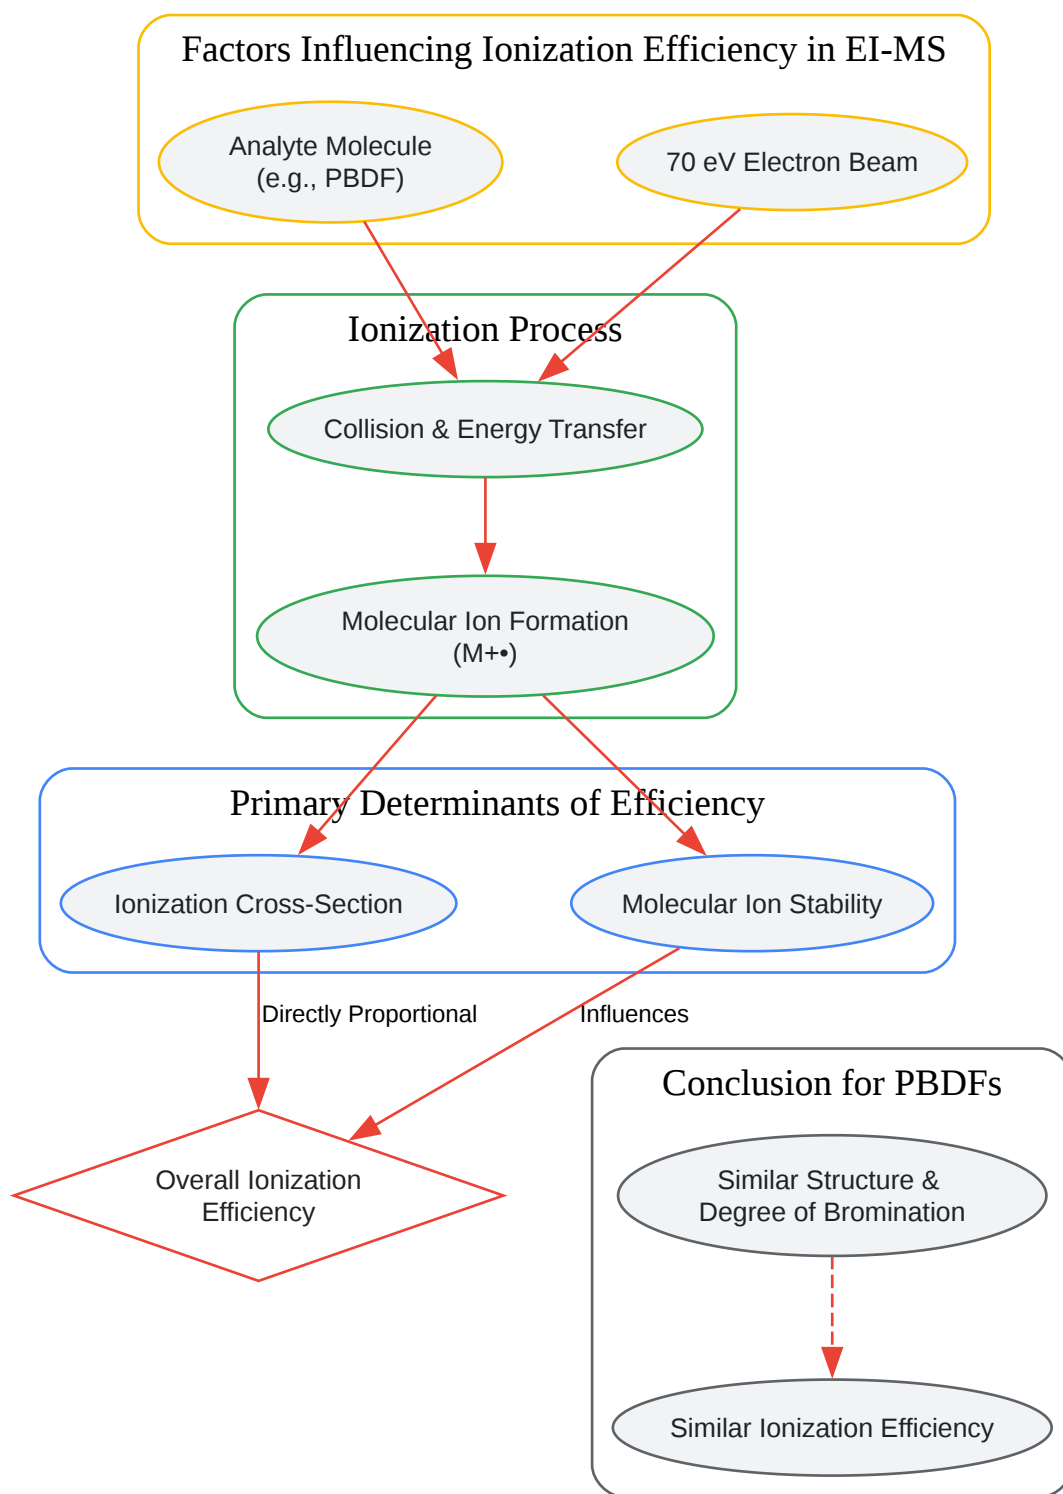 Factors Influencing Ionization Efficiency in EI-MS
Analyte Molecule
(e.g., PBDF)
70 eV Electron Beam
Ionization Process
Collision & Energy Transfer
Molecular Ion Formation
(M+•)
Primary Determinants of Efficiency
Ionization Cross-Section
Molecular Ion Stability
Directly Proportional
Influences
Overall Ionization
Efficiency
Conclusion for PBDFs
Similar Structure &
Degree of Bromination
Similar Ionization Efficiency